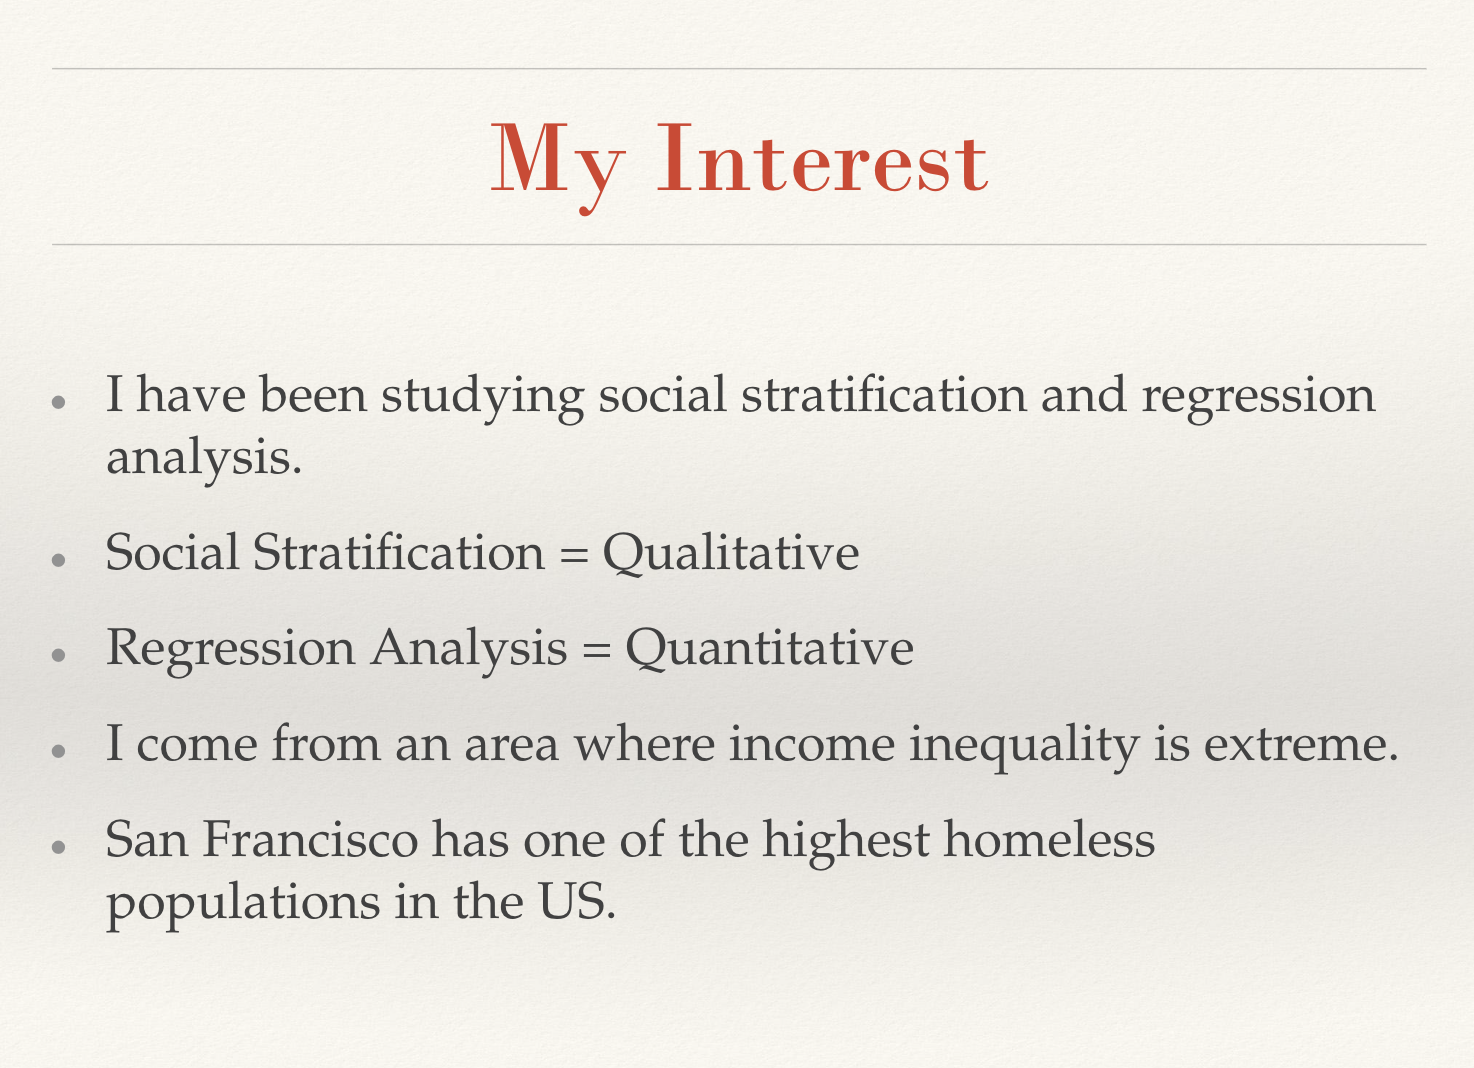 My Interest
• I have been studying social stratification and regression
analysis.
• Social Stratification = Qualitative
• Regression Analysis = Quantitative
• I come from an area where income inequality is extreme.
• San Francisco has one of the highest homeless
populations in the US.